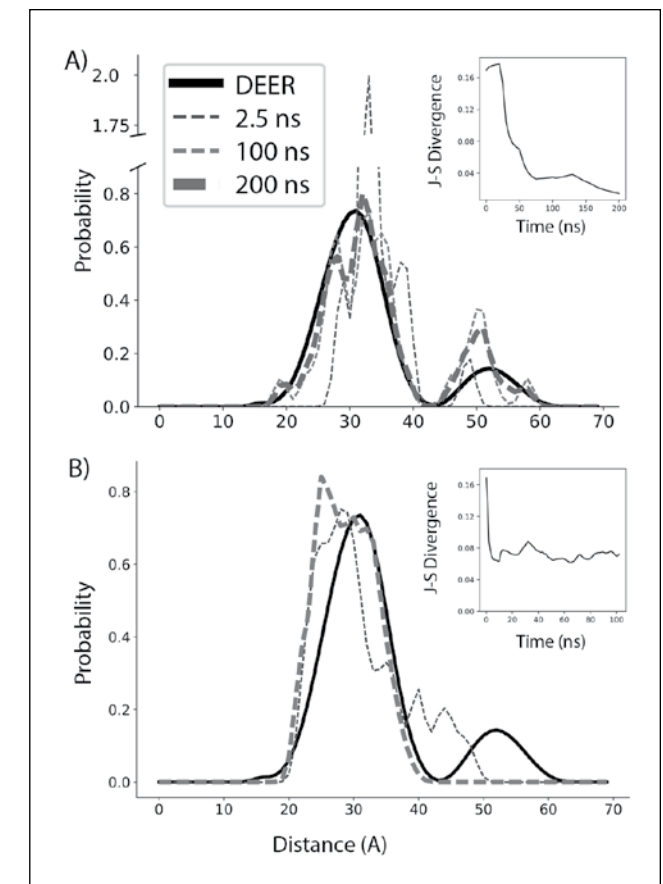 A)
2.0
1.75
0.8
0.6
0.4
0.2
0.0
Probability
DEER
2.5 ns
100 ns
200 ns
0 10 20 30 40 50 60 70
J-S Divergence
0.16
0.12
0.08
0.04
0 50 100 150 200
Time (ns)
B)
0.8
0.6
0.4
0.2
0.0
Probability
0 10 20 30 40 50 60 70
Distance (A)
J-S Divergence
0.16
0.12
0.08
0.04
0.00
0 20 40 60 80 100
Time (ns)